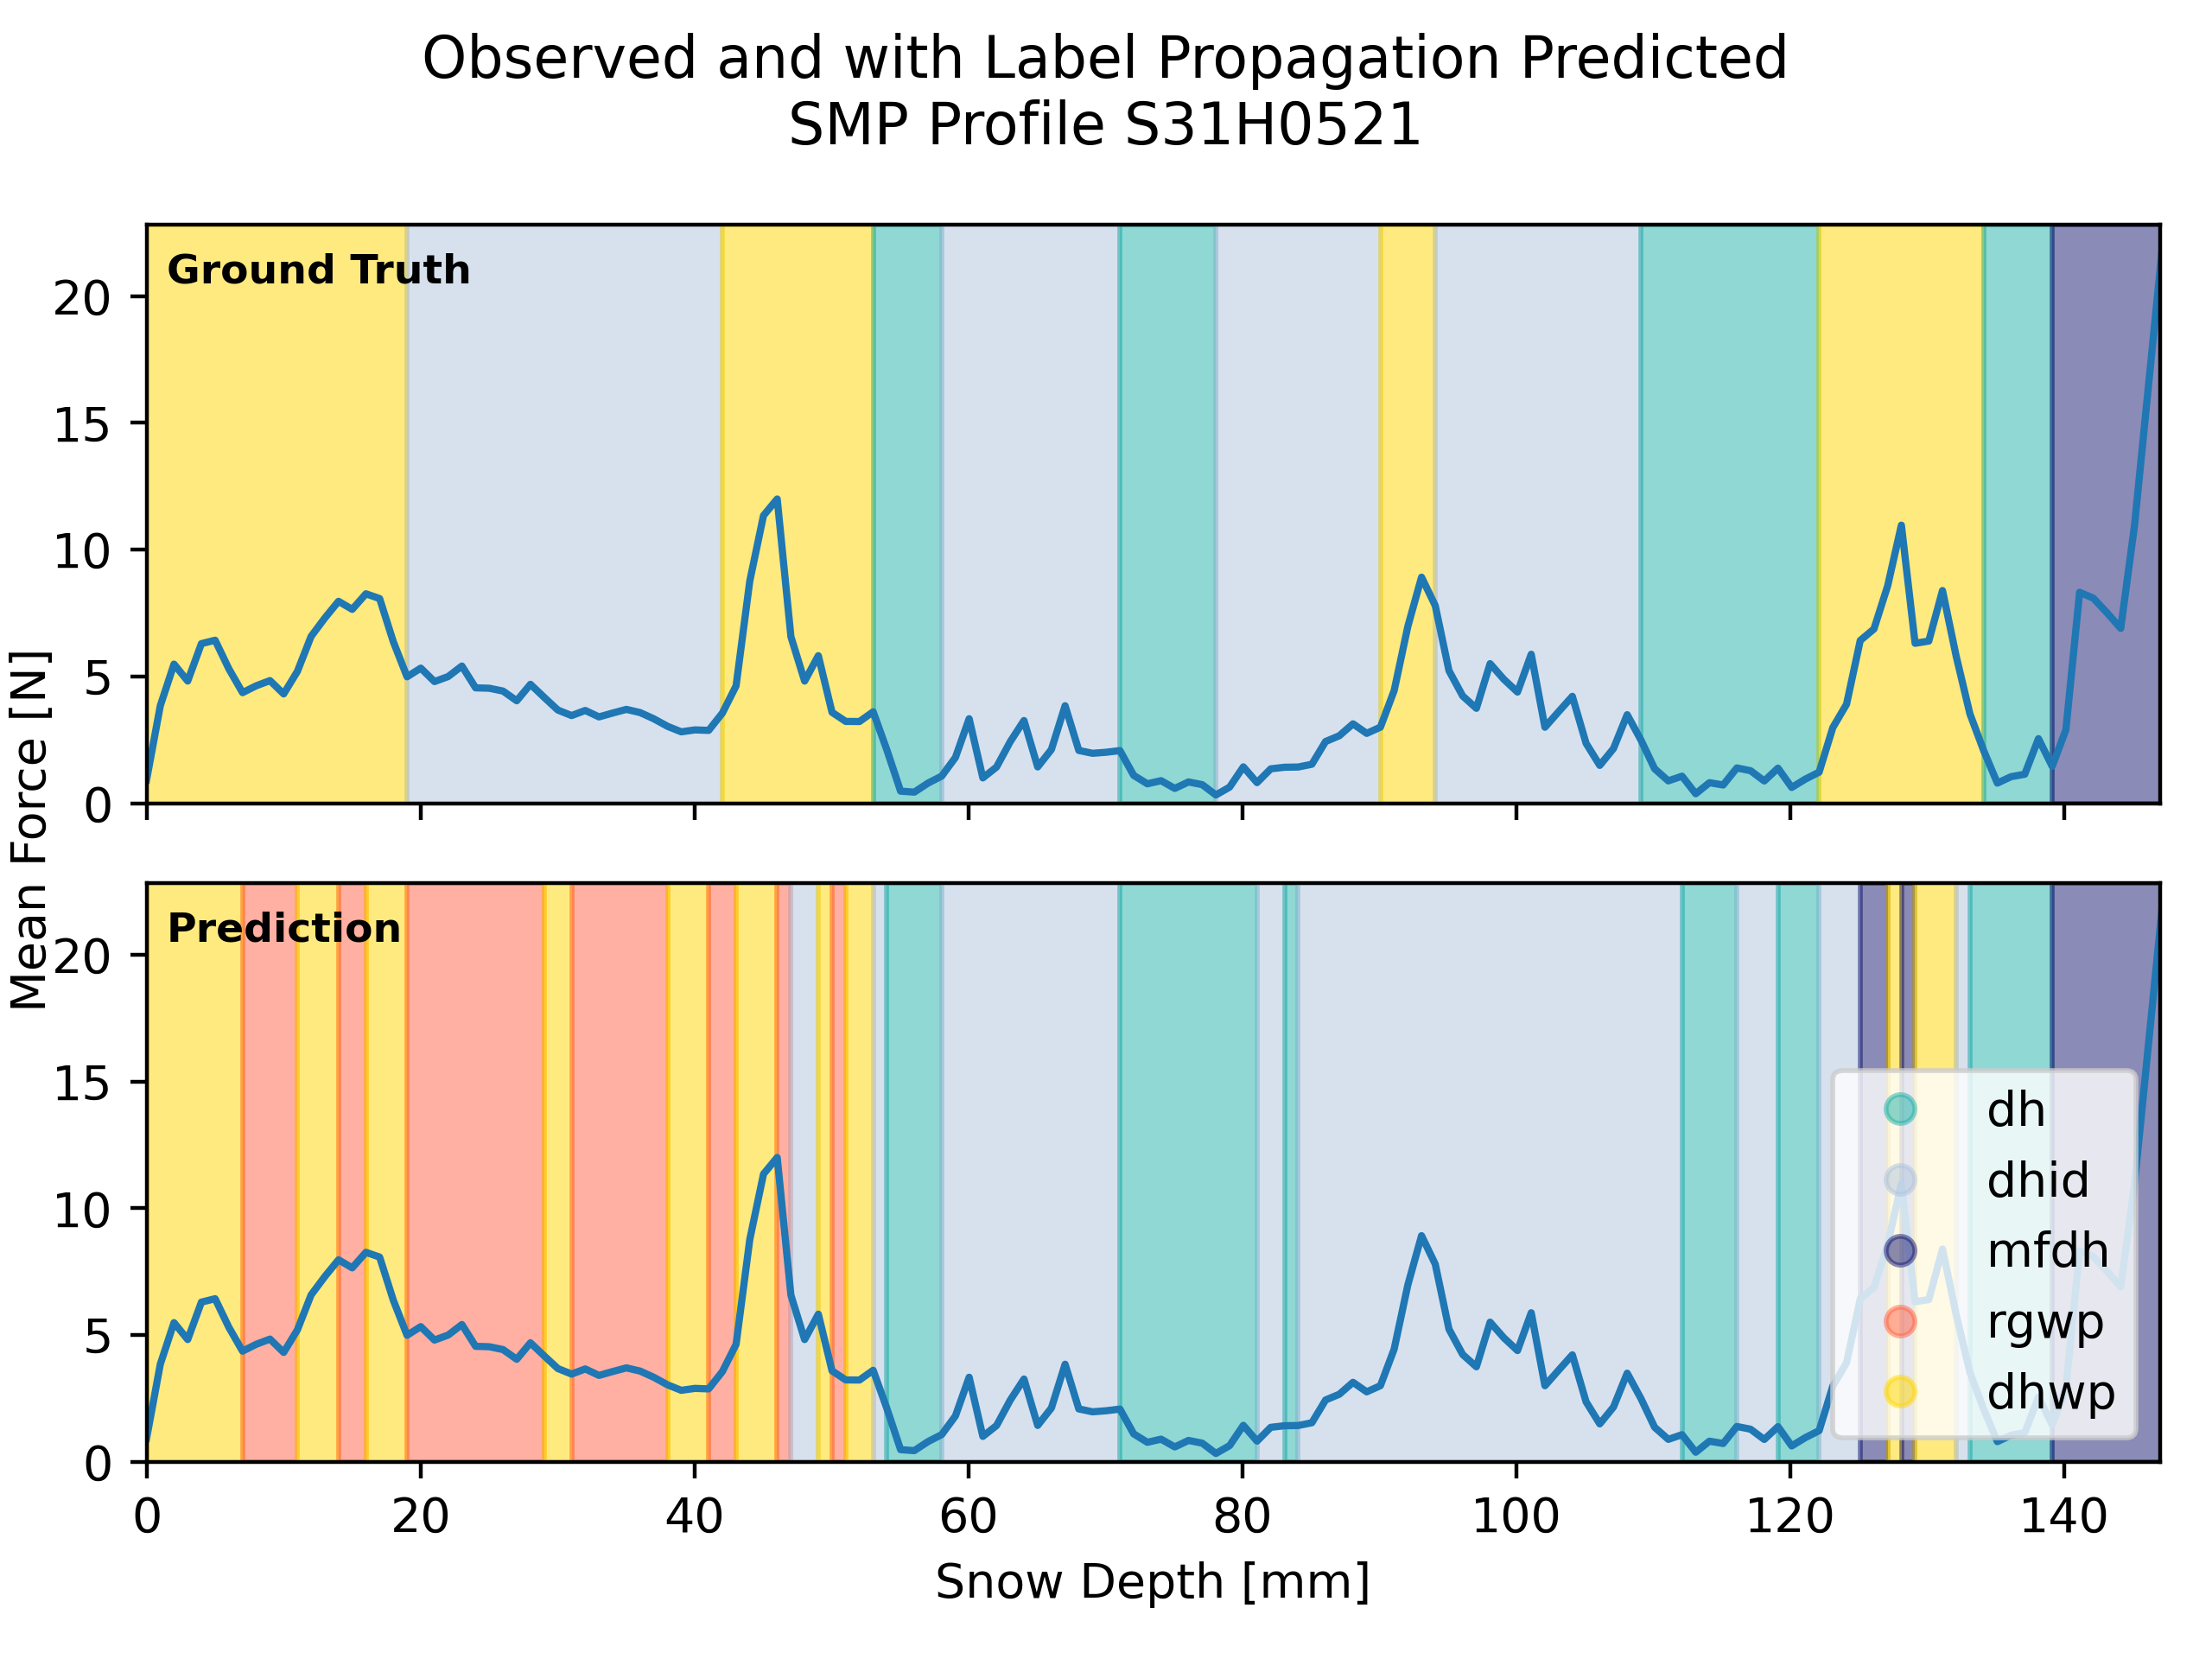 Observed and with Label Propagation Predicted
SMP Profile S31H0521
Mean Force [N]
Ground Truth
20
15
10
5
0
Prediction
20
15
10
5
0
dh
dhid
mfdh
rgwp
dhwp
0 20 40 60 80 100 120 140
Snow Depth [mm]